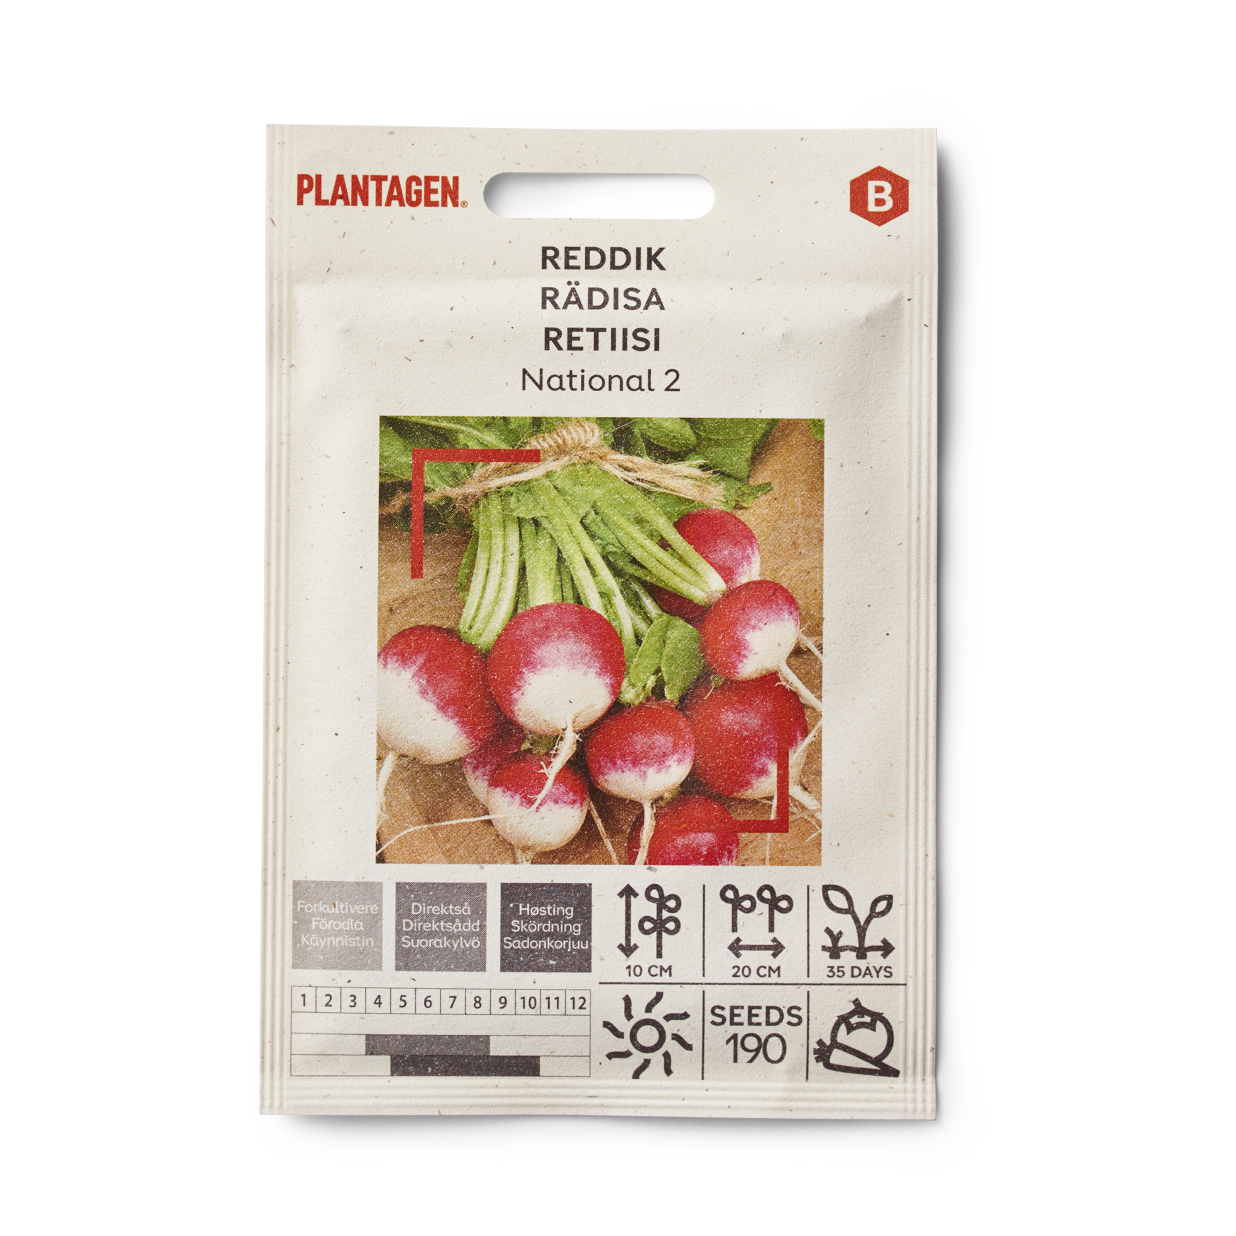 PLANTAGEN®
B
REDDIK
RÄDISA
RETIISI
National 2
Forkultivere
Förodla
Käynnistin
Direktså
Direktsådd
Suorakylvö
Høsting
Skördning
Sadonkorjuu
10 CM
20 CM
35 DAYS
1 2 3 4 5 6 7 8 9 10 11 12
SEEDS
190